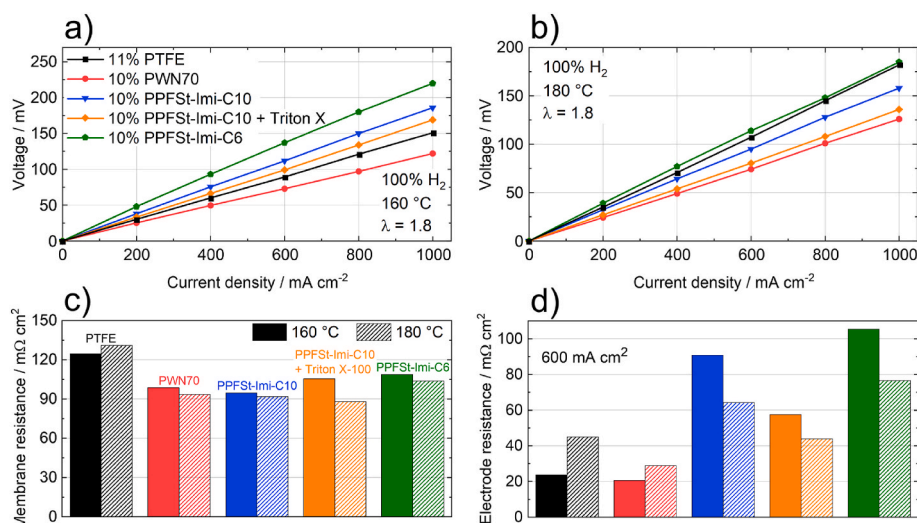 a)
Voltage / mV
250
200
150
100
50
0
11% PTFE
10% PWN70
10% PPFSt-Imi-C10
10% PPFSt-Imi-C10 + Triton X
10% PPFSt-Imi-C6
100% H2
160 °C
λ = 1.8
0 200 400 600 800 1000
Current density / mA cm-2
b)
Voltage / mV
200
150
100
50
0
100% H2
180 °C
λ = 1.8
0 200 400 600 800 1000
Current density / mA cm-2
c)
Membrane resistance / mΩ cm2
150
120
90
60
30
0
160 °C 180 °C
PTFE
PWN70
PPFSt-Imi-C10
PPFSt-Imi-C10
+ Triton X-100
PPFSt-Imi-C6
d)
Electrode resistance / mΩ cm2
100
80
60
40
20
0
600 mA cm2